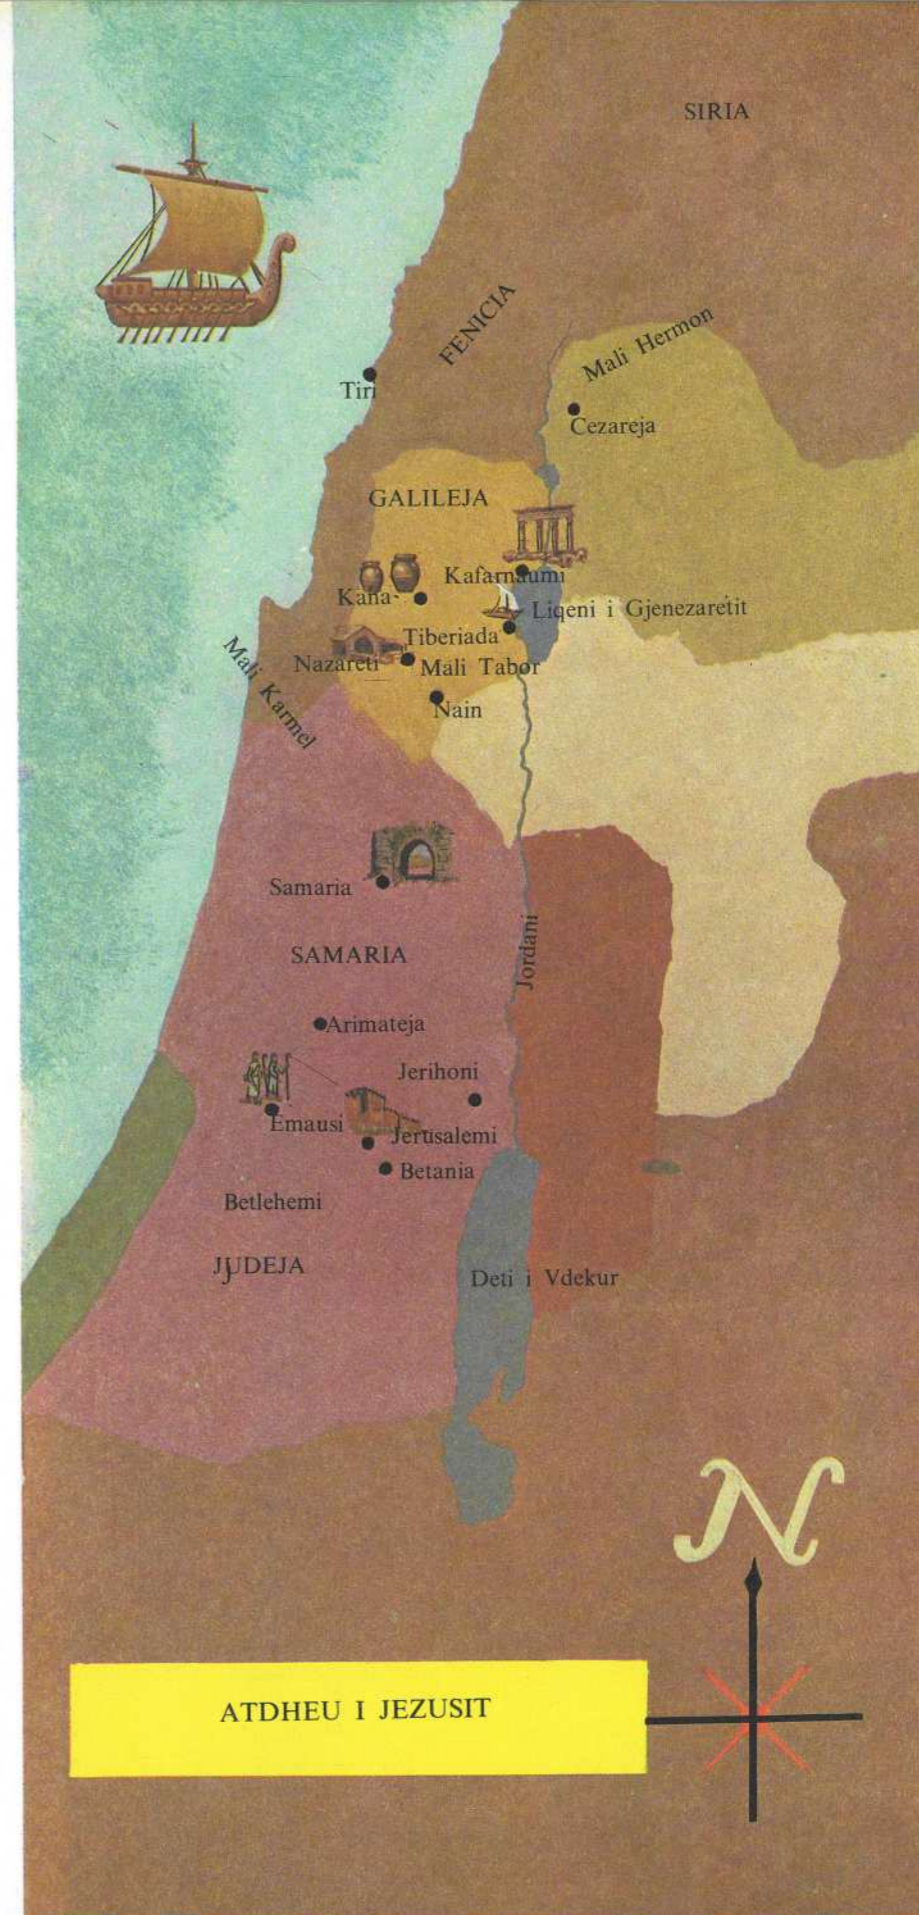 SIRIA
FENICIA
Mali Hermon
Tiri
Cezareja
GALILEJA
Kafarnaumi
Kana
Liqeni i Gjenezaretit
Tiberiada
Nazareti
Mali Tabor
Mali Karmel
Nain
Samaria
SAMARIA
Jordani
Arimateja
Jerihoni
Emausi
Jerusalemi
Betania
Betlehemi
JUDEJA
Deti i Vdekur
N
ATDHEU I JEZUSIT